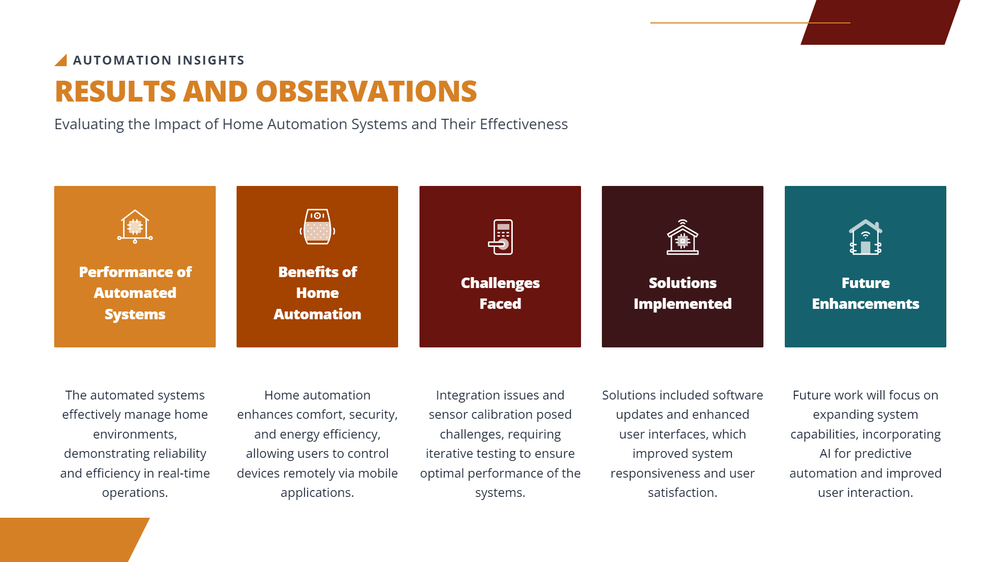 AUTOMATION INSIGHTS
RESULTS AND OBSERVATIONS
Evaluating the Impact of Home Automation Systems and Their Effectiveness
Performance of
Automated
Systems
The automated systems
effectively manage home
environments,
demonstrating reliability
and efficiency in real-time
operations.
Benefits of
Home
Automation
Home automation
enhances comfort, security,
and energy efficiency,
allowing users to control
devices remotely via mobile
applications.
Challenges
Faced
Integration issues and
sensor calibration posed
challenges, requiring
iterative testing to ensure
optimal performance of the
systems.
Solutions
Implemented
Solutions included software
updates and enhanced
user interfaces, which
improved system
responsiveness and user
satisfaction.
Future
Enhancements
Future work will focus on
expanding system
capabilities, incorporating
AI for predictive
automation and improved
user interaction.